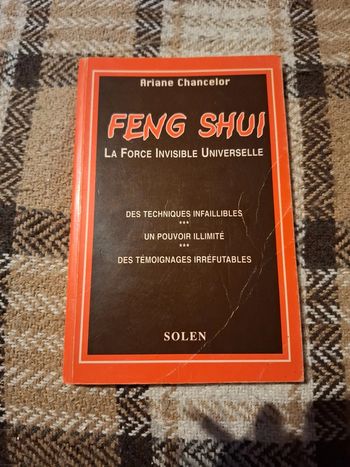 Ariane Chancelor
FENG SHUI
LA FORCE INVISIBLE UNIVERSELLE
DES TECHNIQUES INFAILLIBLES
***
UN POUVOIR ILLIMITÉ
***
DES TÉMOIGNAGES IRRÉFUTABLES
SOLEN